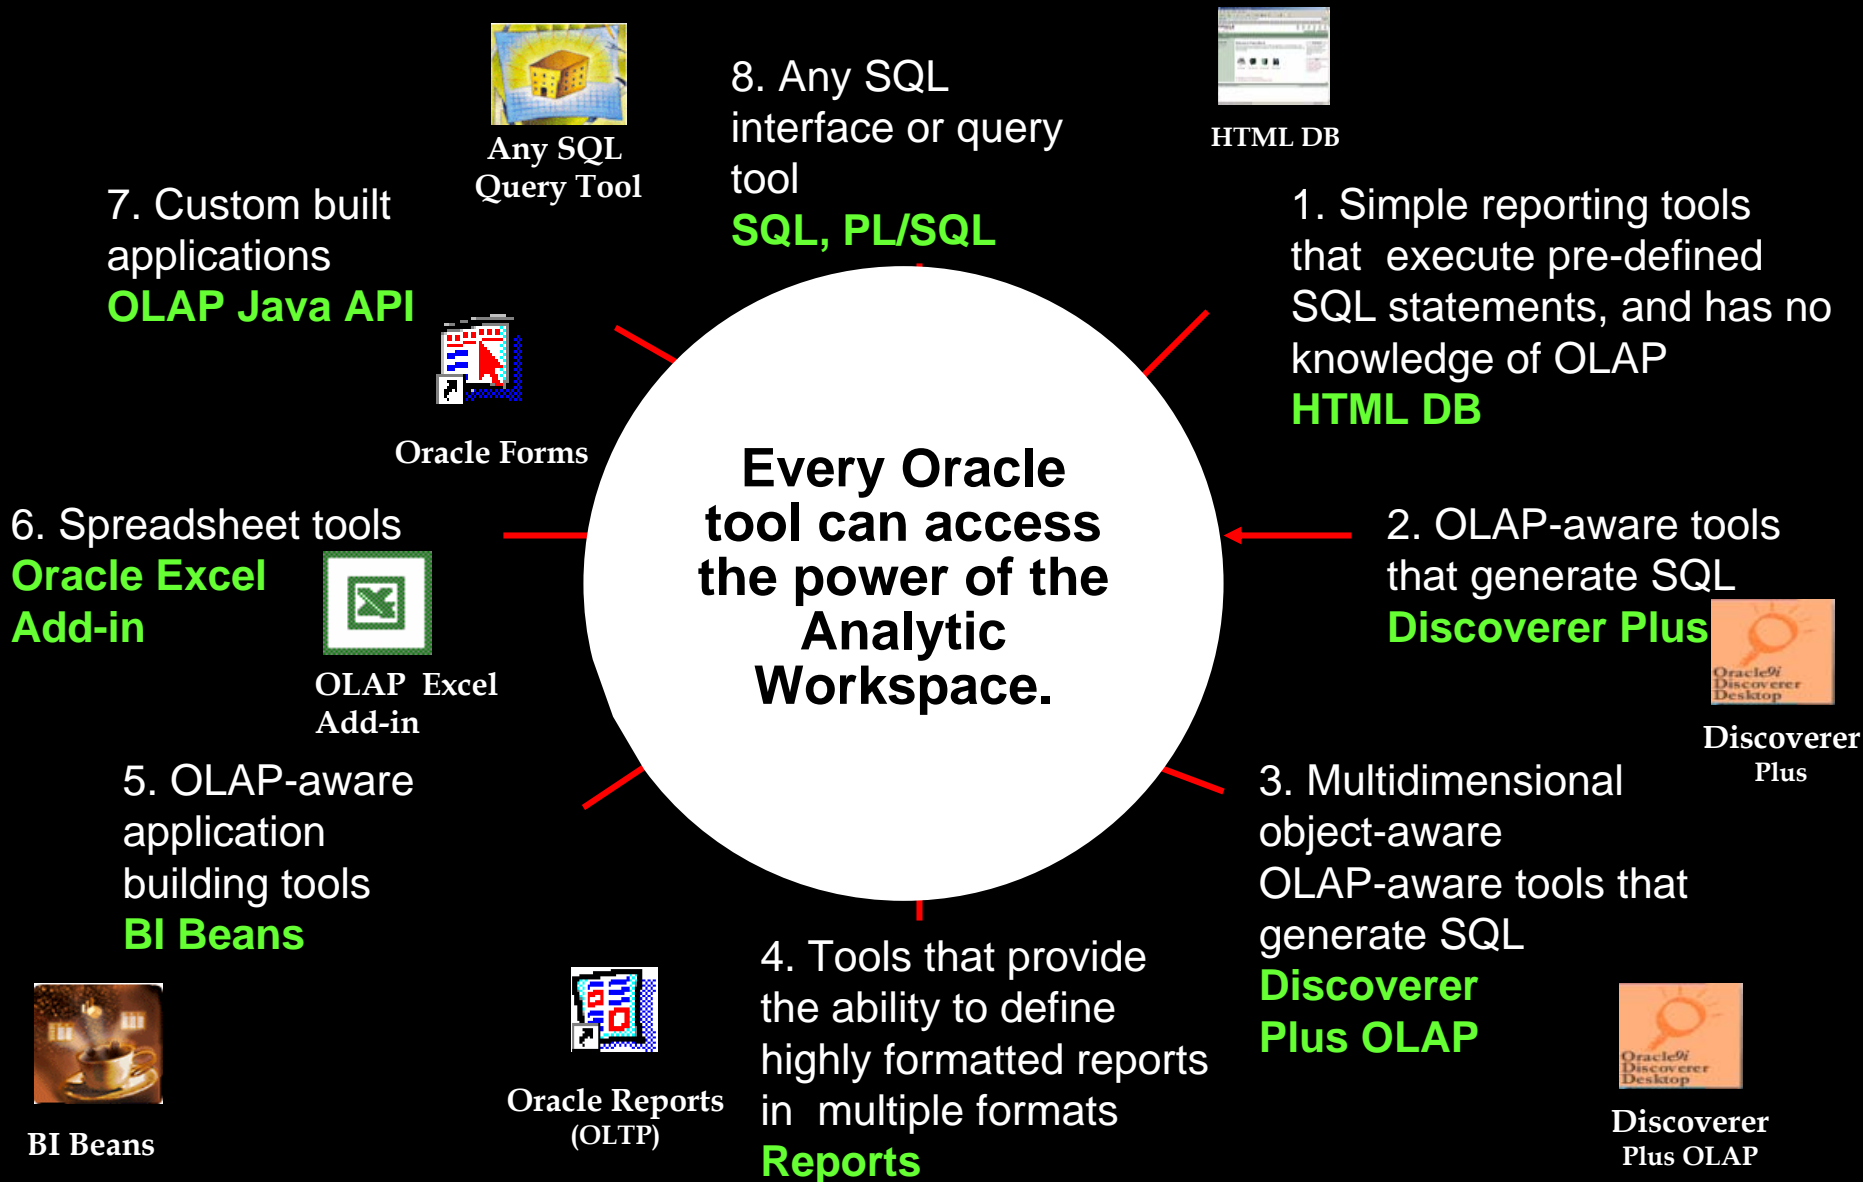 Any SQL
Query Tool
8. Any SQL
interface or query
tool
SQL, PL/SQL
HTML DB
1. Simple reporting tools
that execute pre-defined
SQL statements, and has no
knowledge of OLAP
HTML DB
7. Custom built
applications
OLAP Java API
Oracle Forms
Every Oracle
tool can access
the power of the
Analytic
Workspace.
6. Spreadsheet tools
Oracle Excel
Add-in
OLAP Excel
Add-in
2. OLAP-aware tools
that generate SQL
Discoverer Plus
Oracle9i
Discoverer
Desktop
Discoverer
Plus
5. OLAP-aware
application
building tools
BI Beans
BI Beans
3. Multidimensional
object-aware
OLAP-aware tools that
generate SQL
Discoverer
Plus OLAP
Oracle9i
Discoverer
Desktop
Discoverer
Plus OLAP
Oracle Reports
(OLTP)
4. Tools that provide
the ability to define
highly formatted reports
in multiple formats
Reports